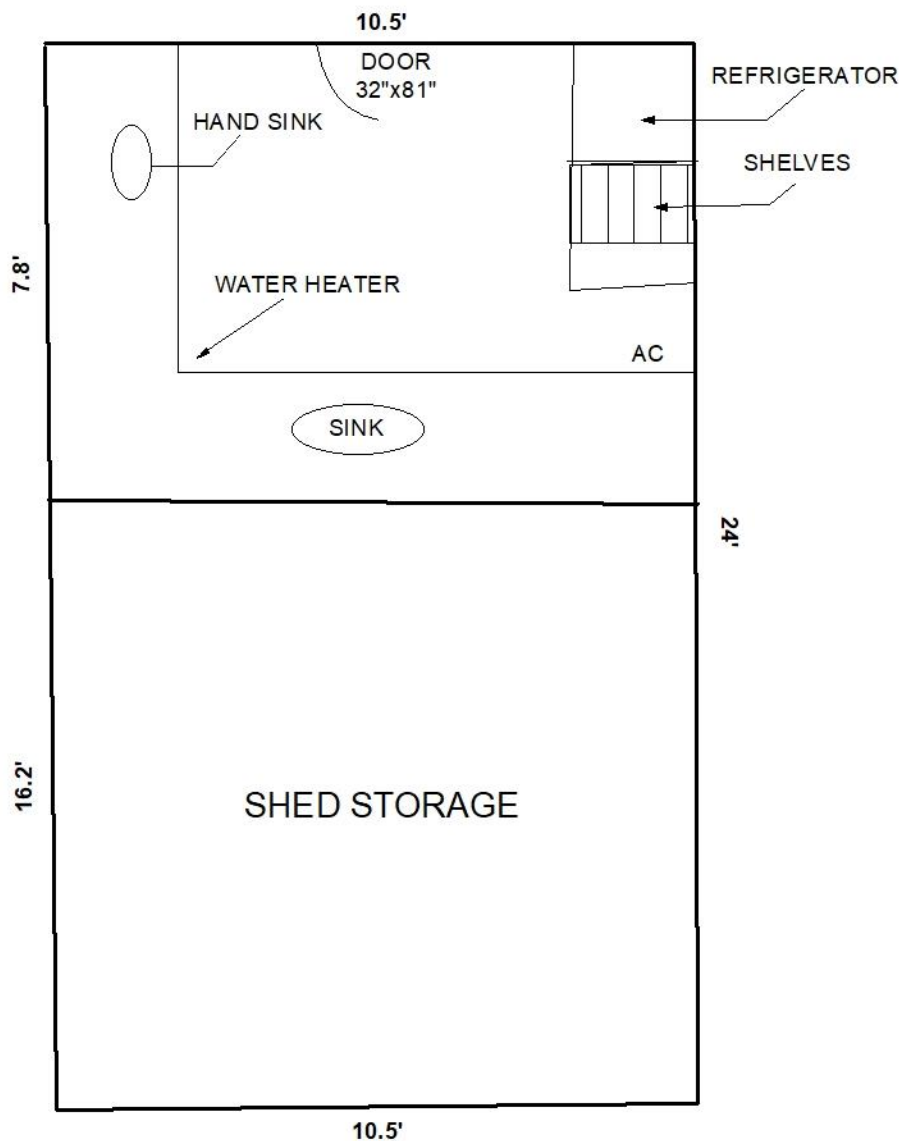 10.5'
DOOR
32"x81"
REFRIGERATOR
HAND SINK
SHELVES
7.8'
WATER HEATER
AC
SINK
24'
16.2'
SHED STORAGE
10.5'